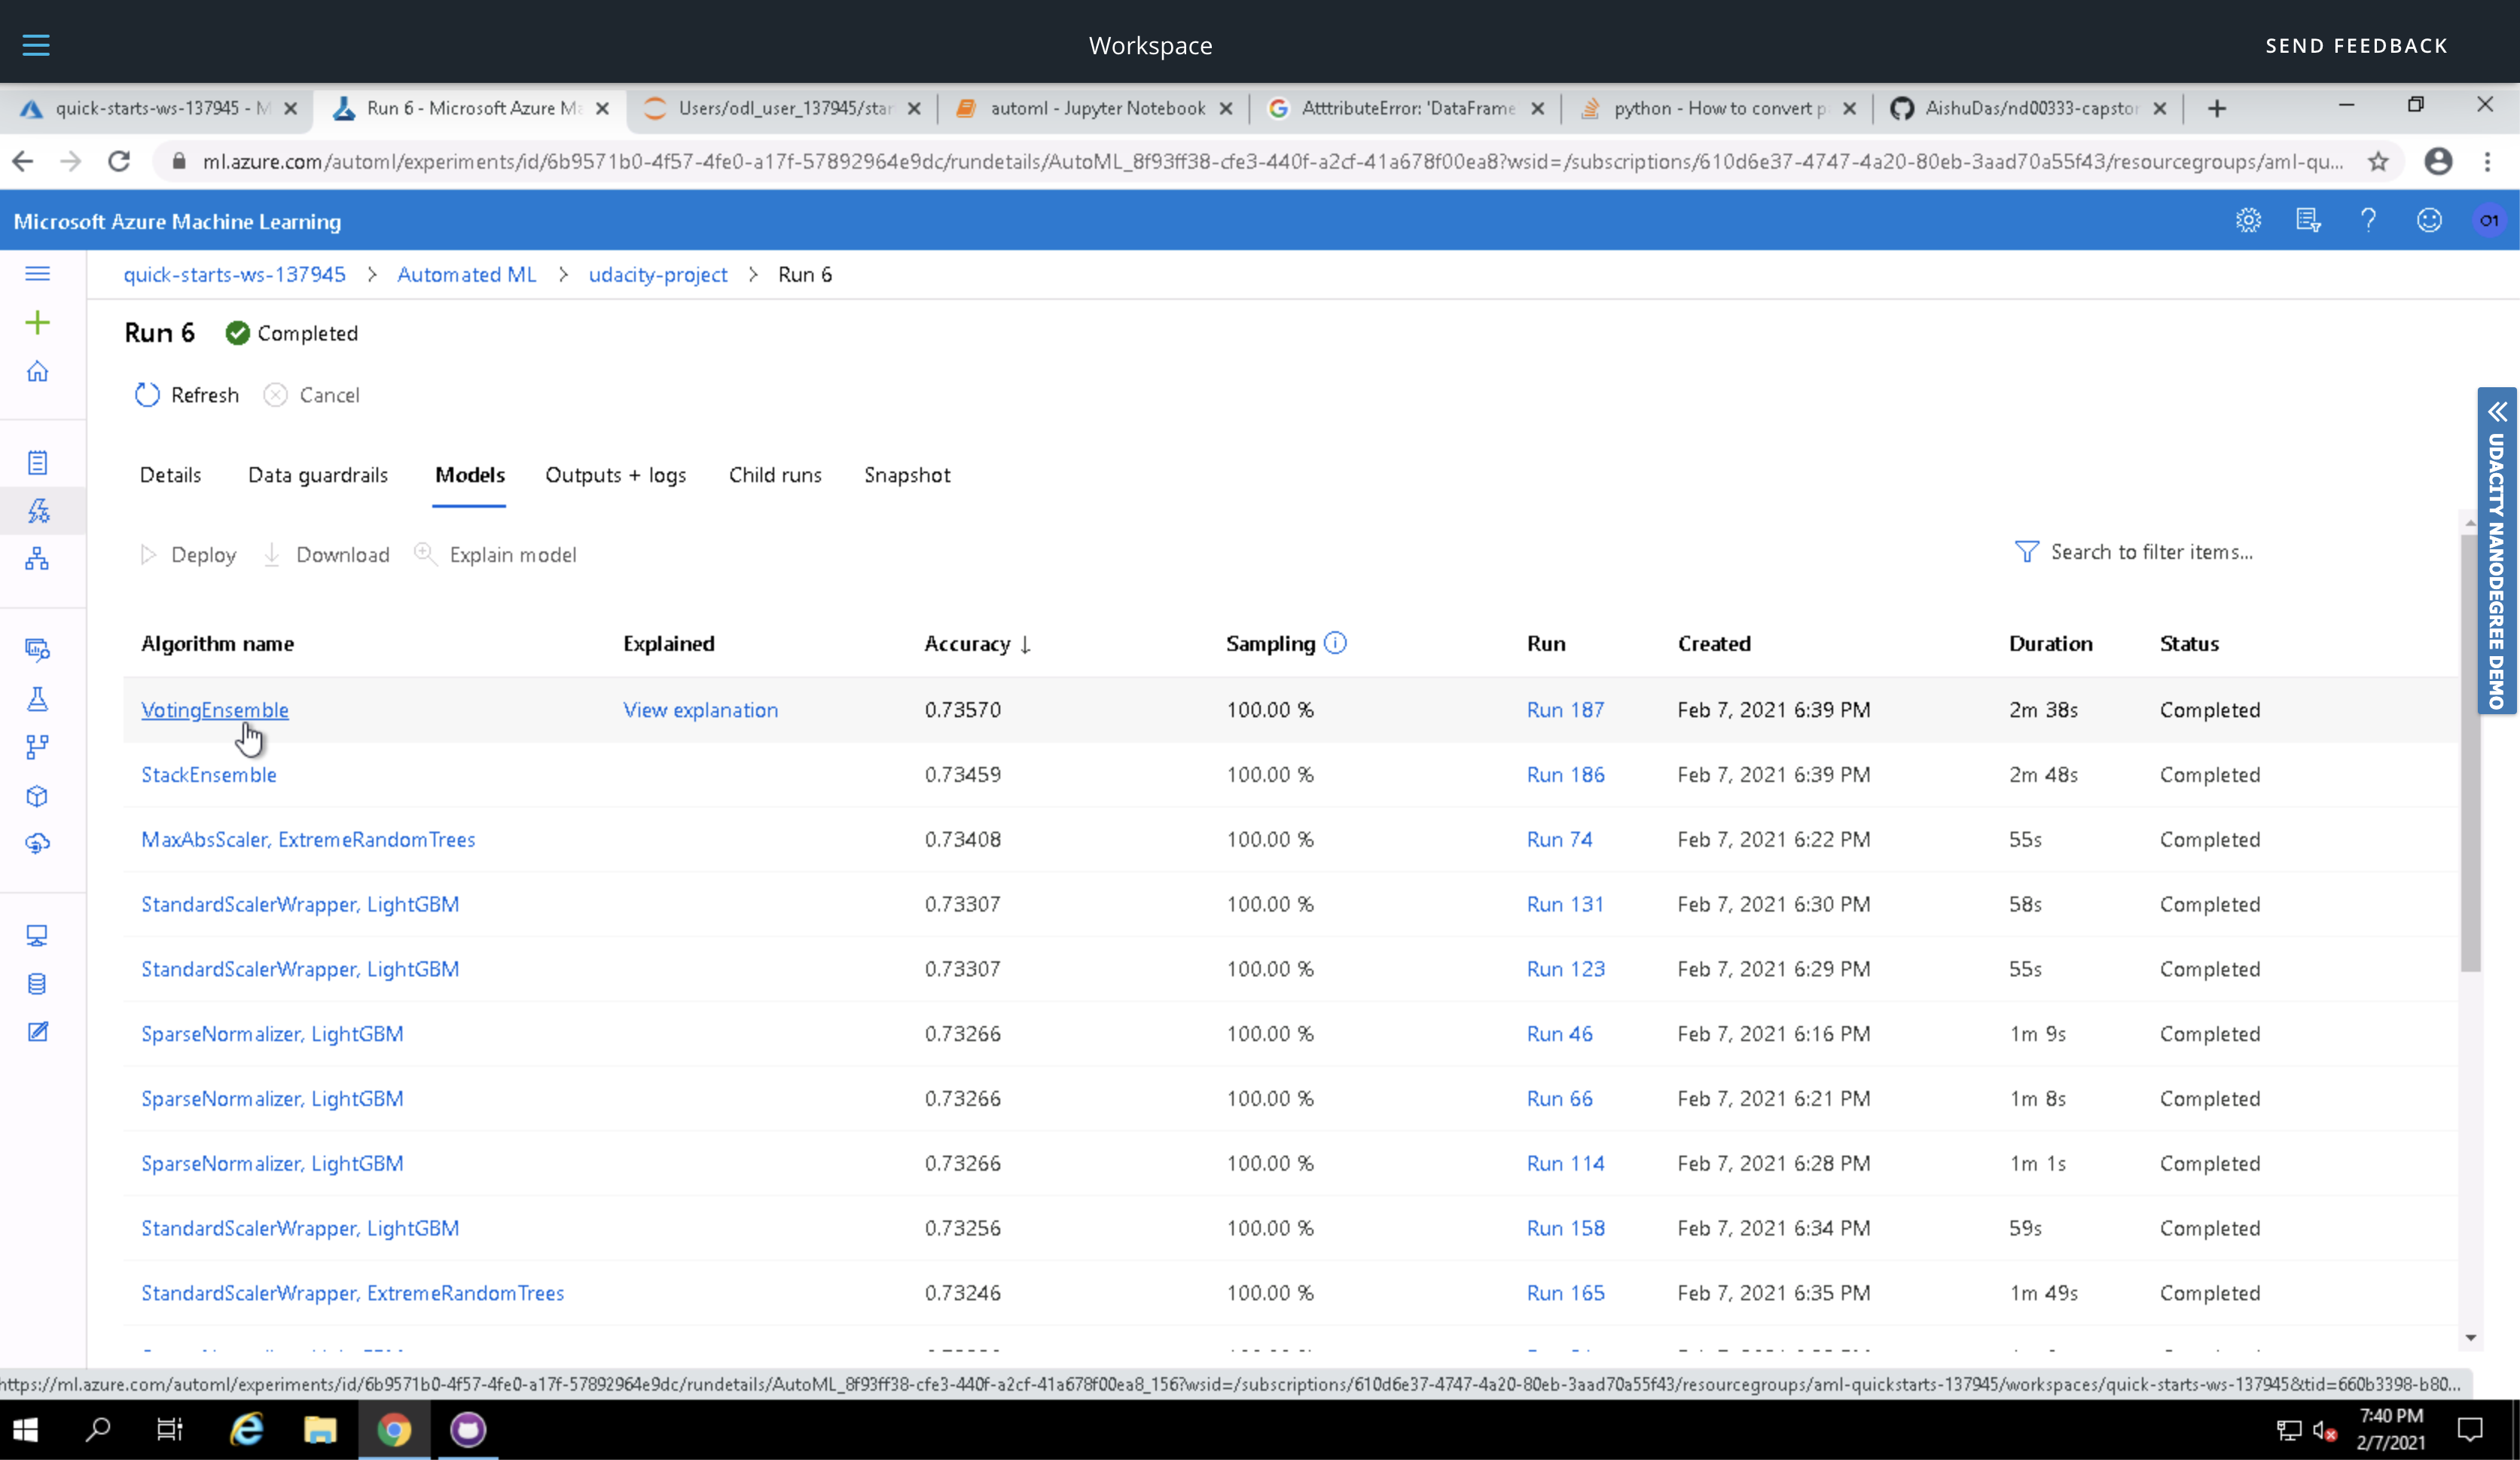 Workspace
SEND FEEDBACK
quick-starts-ws-137945 - M
Run 6 - Microsoft Azure Ma
Users/odl_user_137945/star
automl - Jupyter Notebook
AtttributeError: 'DataFrame
python - How to convert p
AishuDas/nd00333-capstor
ml.azure.com/automl/experiments/id/6b9571b0-4f57-4fe0-a17f-57892964e9dc/rundetails/AutoML_8f93ff38-cfe3-440f-a2cf-41a678f00ea8?wsid=/subscriptions/610d6e37-4747-4a20-80eb-3aad70a55f43/resourcegroups/aml-qu...
Microsoft Azure Machine Learning
O1
quick-starts-ws-137945 > Automated ML > udacity-project > Run 6
Run 6 Completed
Refresh Cancel
Details Data guardrails Models Outputs + logs Child runs Snapshot
Deploy Download Explain model Search to filter items...
Algorithm name Explained Accuracy ↓ Sampling Run Created Duration Status
VotingEnsemble View explanation 0.73570 100.00 % Run 187 Feb 7, 2021 6:39 PM 2m 38s Completed
StackEnsemble 0.73459 100.00 % Run 186 Feb 7, 2021 6:39 PM 2m 48s Completed
MaxAbsScaler, ExtremeRandomTrees 0.73408 100.00 % Run 74 Feb 7, 2021 6:22 PM 55s Completed
StandardScalerWrapper, LightGBM 0.73307 100.00 % Run 131 Feb 7, 2021 6:30 PM 58s Completed
StandardScalerWrapper, LightGBM 0.73307 100.00 % Run 123 Feb 7, 2021 6:29 PM 55s Completed
SparseNormalizer, LightGBM 0.73266 100.00 % Run 46 Feb 7, 2021 6:16 PM 1m 9s Completed
SparseNormalizer, LightGBM 0.73266 100.00 % Run 66 Feb 7, 2021 6:21 PM 1m 8s Completed
SparseNormalizer, LightGBM 0.73266 100.00 % Run 114 Feb 7, 2021 6:28 PM 1m 1s Completed
StandardScalerWrapper, LightGBM 0.73256 100.00 % Run 158 Feb 7, 2021 6:34 PM 59s Completed
StandardScalerWrapper, ExtremeRandomTrees 0.73246 100.00 % Run 165 Feb 7, 2021 6:35 PM 1m 49s Completed
UDACITY NANODEGREE DEMO
https://ml.azure.com/automl/experiments/id/6b9571b0-4f57-4fe0-a17f-57892964e9dc/rundetails/AutoML_8f93ff38-cfe3-440f-a2cf-41a678f00ea8_156?wsid=/subscriptions/610d6e37-4747-4a20-80eb-3aad70a55f43/resourcegroups/aml-quickstarts-137945/workspaces/quick-starts-ws-137945&tid=660b3398-b80...
7:40 PM
2/7/2021